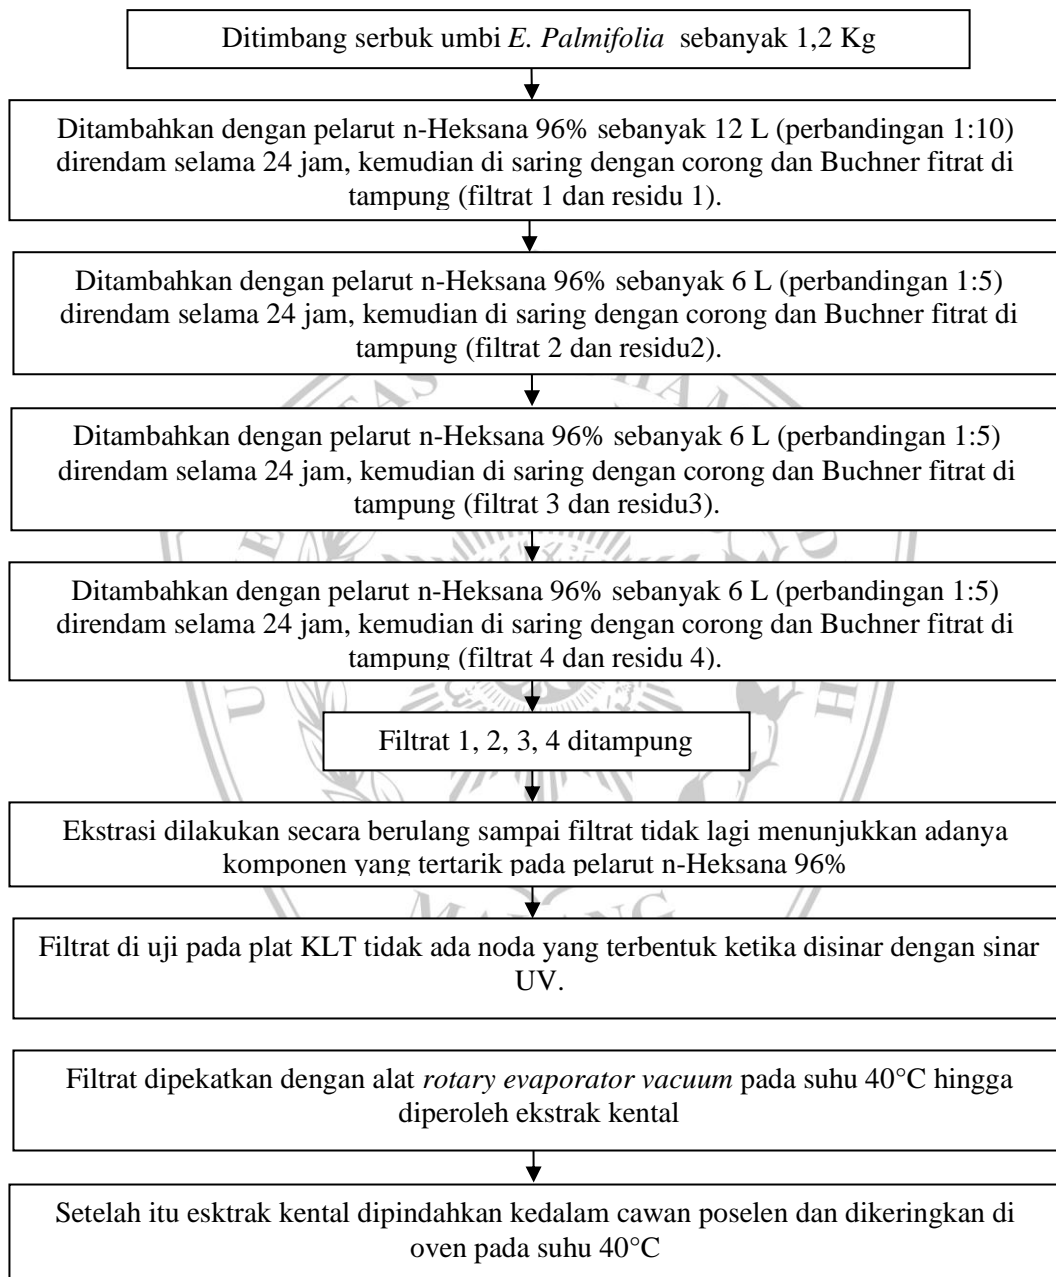 Ditimbang serbuk umbi E. Palmifolia sebanyak 1,2 Kg
Ditambahkan dengan pelarut n-Heksana 96% sebanyak 12 L (perbandingan 1:10)
direndam selama 24 jam, kemudian di saring dengan corong dan Buchner fitrat di
tampung (filtrat 1 dan residu 1).
Ditambahkan dengan pelarut n-Heksana 96% sebanyak 6 L (perbandingan 1:5)
direndam selama 24 jam, kemudian di saring dengan corong dan Buchner fitrat di
tampung (filtrat 2 dan residu2).
Ditambahkan dengan pelarut n-Heksana 96% sebanyak 6 L (perbandingan 1:5)
direndam selama 24 jam, kemudian di saring dengan corong dan Buchner fitrat di
tampung (filtrat 3 dan residu3).
Ditambahkan dengan pelarut n-Heksana 96% sebanyak 6 L (perbandingan 1:5)
direndam selama 24 jam, kemudian di saring dengan corong dan Buchner fitrat di
tampung (filtrat 4 dan residu 4).
Filtrat 1, 2, 3, 4 ditampung
Ekstrasi dilakukan secara berulang sampai filtrat tidak lagi menunjukkan adanya
komponen yang tertarik pada pelarut n-Heksana 96%
Filtrat di uji pada plat KLT tidak ada noda yang terbentuk ketika disinar dengan sinar
UV.
Filtrat dipekatkan dengan alat rotary evaporator vacuum pada suhu 40°C hingga
diperoleh ekstrak kental
Setelah itu esktrak kental dipindahkan kedalam cawan poselen dan dikeringkan di
oven pada suhu 40°C